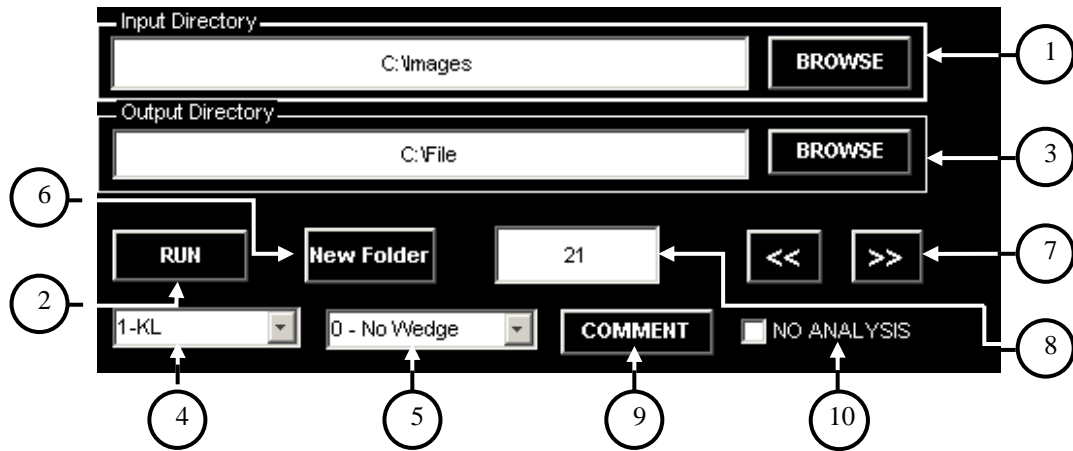 Input Directory
C:\Images
BROWSE
1
Output Directory
C:\File
BROWSE
3
6
RUN
New Folder
21
<<
>>
7
2
1-KL
0 - No Wedge
COMMENT
NO ANALYSIS
8
4
5
9
10